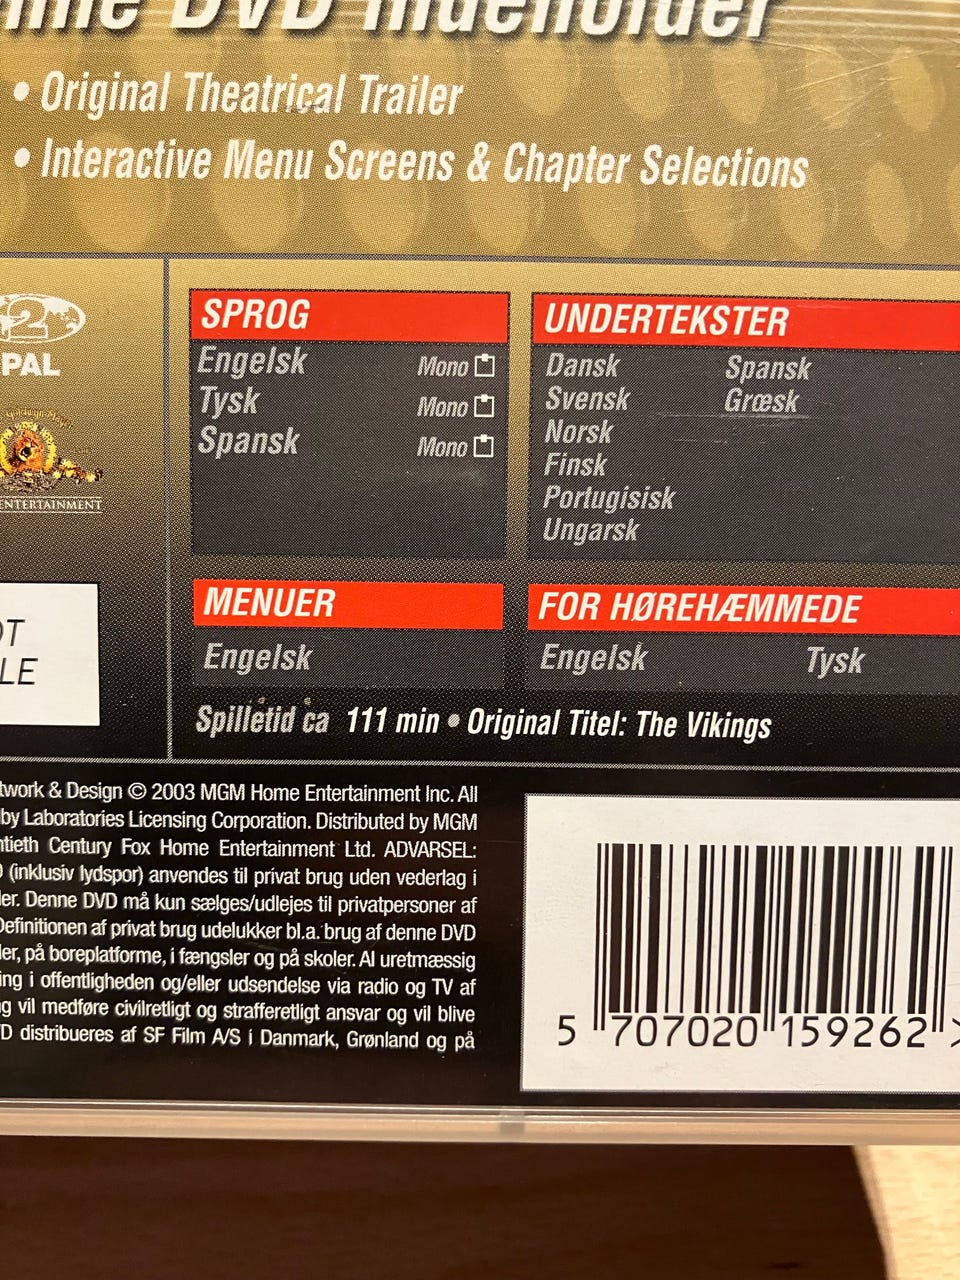 DVD indeholder
• Original Theatrical Trailer
• Interactive Menu Screens & Chapter Selections
2
PAL
ENTERTAINMENT
LE
SPROG
Engelsk Mono
Tysk Mono
Spansk Mono
UNDERTEKSTER
Dansk Spansk
Svensk Græsk
Norsk
Finsk
Portugisisk
Ungarsk
MENUER
Engelsk
FOR HØREHÆMMEDE
Engelsk Tysk
Spilletid ca 111 min • Original Titel: The Vikings
twork & Design © 2003 MGM Home Entertainment Inc. All
by Laboratories Licensing Corporation. Distributed by MGM
ntieth Century Fox Home Entertainment Ltd. ADVARSEL:
(inklusiv lydspor) anvendes til privat brug uden vederlag i
ler. Denne DVD må kun sælges/udlejes til privatpersoner af
Definitionen af privat brug udelukker bl.a. brug af denne DVD
ler, på boreplatforme, i fængsler og på skoler. Al uretmæssig
ing i offentligheden og/eller udsendelse via radio og TV af
g vil medføre civilretligt og strafferetligt ansvar og vil blive
D distribueres af SF Film A/S i Danmark, Grønland og på
5 707020 159262 >